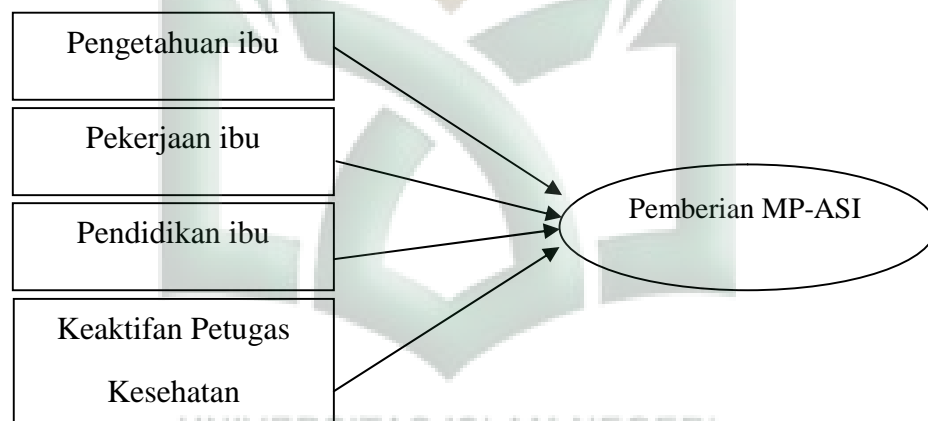 Pengetahuan ibu
Pekerjaan ibu
Pendidikan ibu
Keaktifan Petugas
Kesehatan
Pemberian MP-ASI